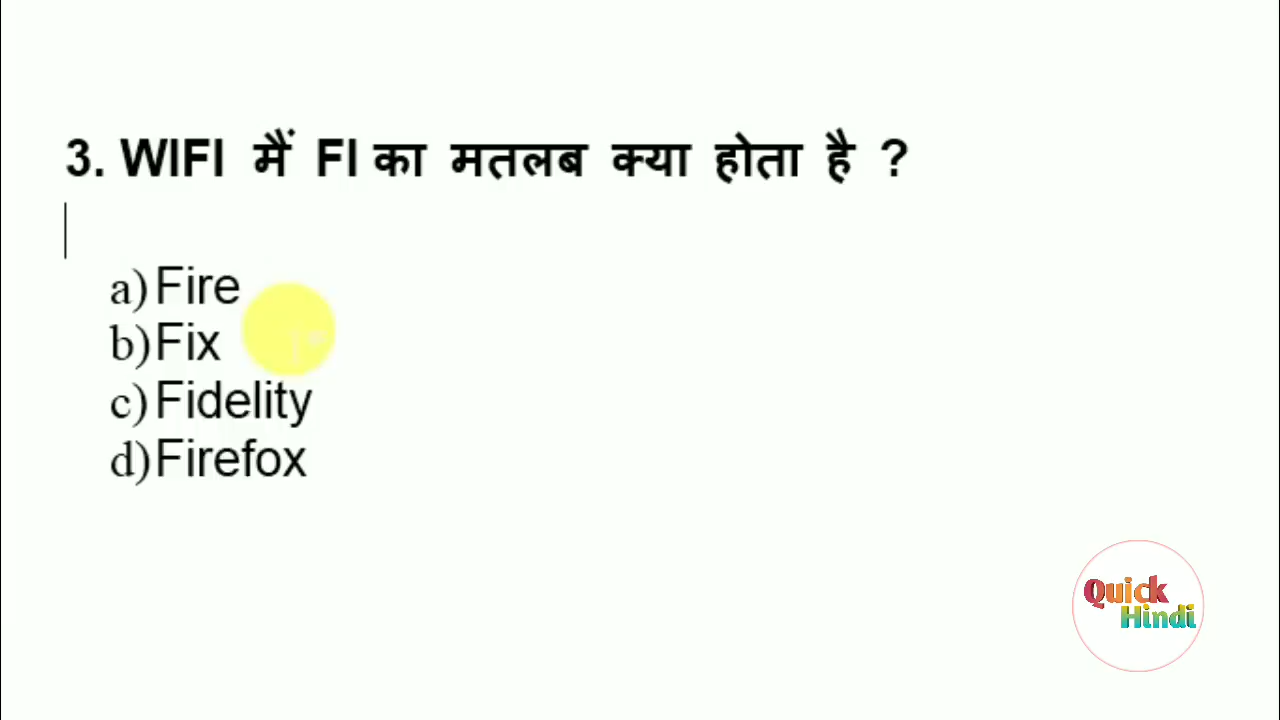 3. WIFI मैं FI का मतलब क्या होता है ?
a) Fire
b) Fix
c) Fidelity
d) Firefox
Quick
Hindi